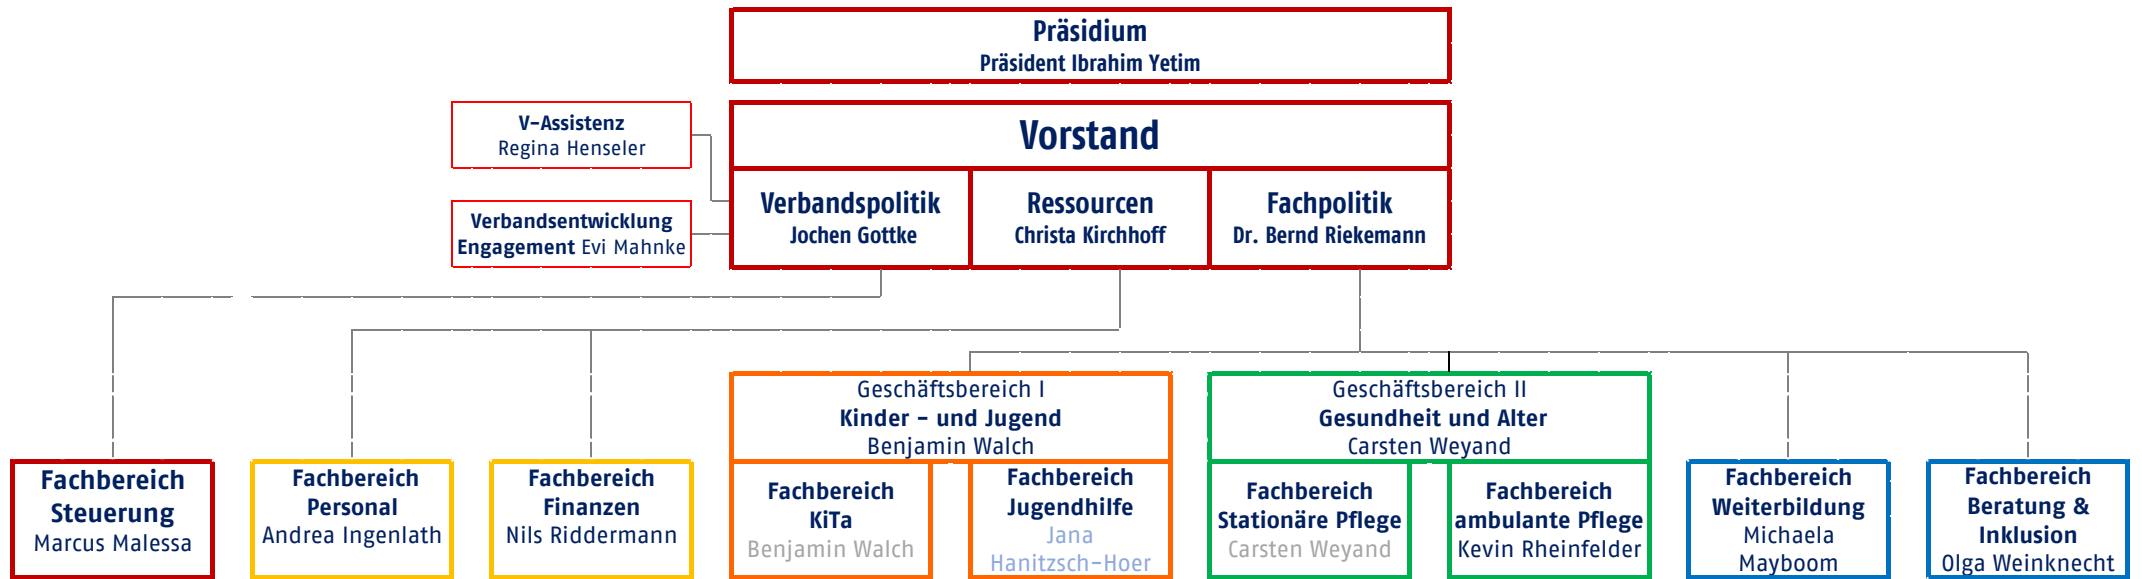 Präsidium
Präsident Ibrahim Yetim
V-Assistenz
Regina Henseler
Vorstand
Verbandsentwicklung
Engagement Evi Mahnke
Verbandspolitik
Jochen Gottke
Ressourcen
Christa Kirchhoff
Fachpolitik
Dr. Bernd Riekemann
Geschäftsbereich I
Kinder - und Jugend
Benjamin Walch
Geschäftsbereich II
Gesundheit und Alter
Carsten Weyand
Fachbereich
Steuerung
Marcus Malessa
Fachbereich
Personal
Andrea Ingenlath
Fachbereich
Finanzen
Nils Riddermann
Fachbereich
KiTa
Benjamin Walch
Fachbereich
Jugendhilfe
Jana
Hanitzsch-Hoer
Fachbereich
Stationäre Pflege
Carsten Weyand
Fachbereich
ambulante Pflege
Kevin Rheinfelder
Fachbereich
Weiterbildung
Michaela
Mayboom
Fachbereich
Beratung &
Inklusion
Olga Weinknecht